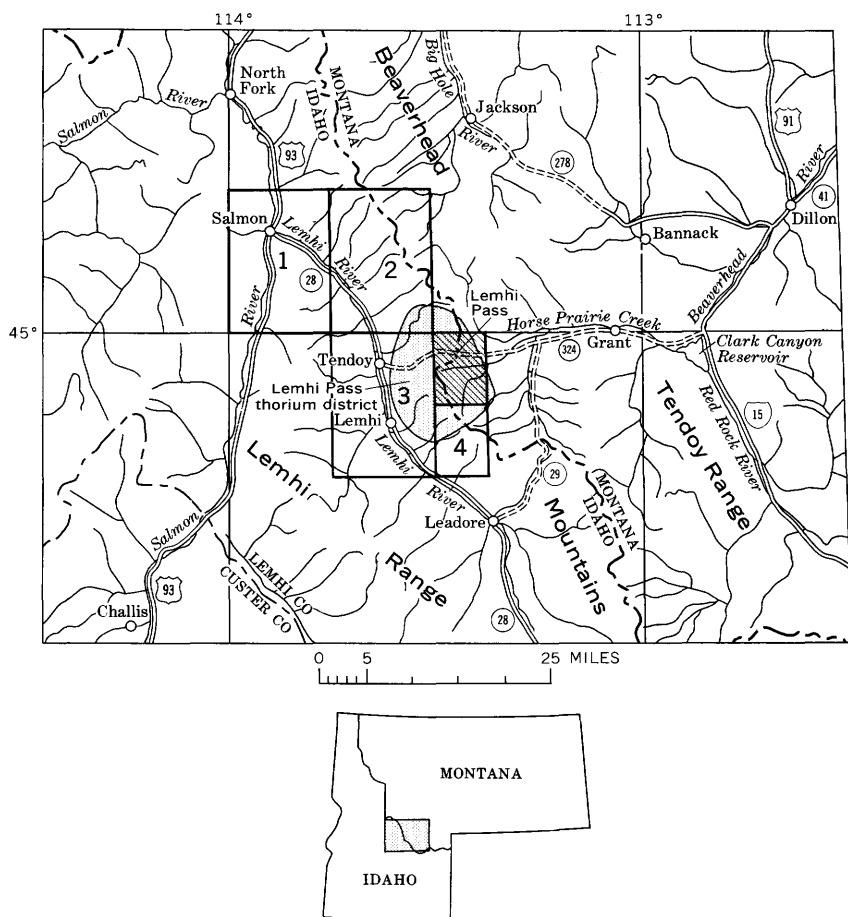 114°
113°
North
Fork
Salmon
River
MONTANA
IDAHO
Beaverhead
Big Hole
River
Jackson
93
278
91
River
41
Dillon
Salmon
Lemhi
River
1
2
28
Bannack
Beaverhead
River
45°
Lemhi
Pass
Horse Prairie Creek
Grant
324
Clark Canyon
Reservoir
Tendoy
Lemhi Pass
thorium district
3
Lemhi
4
Lemhi
River
29
Leadore
Lemhi
Range
MONTANA
IDAHO
Mountains
Tendoy Range
Red Rock River
15
Salmon
LEMHI CO
CUSTER CO
Challis
93
28
0 5 25 MILES
MONTANA
IDAHO